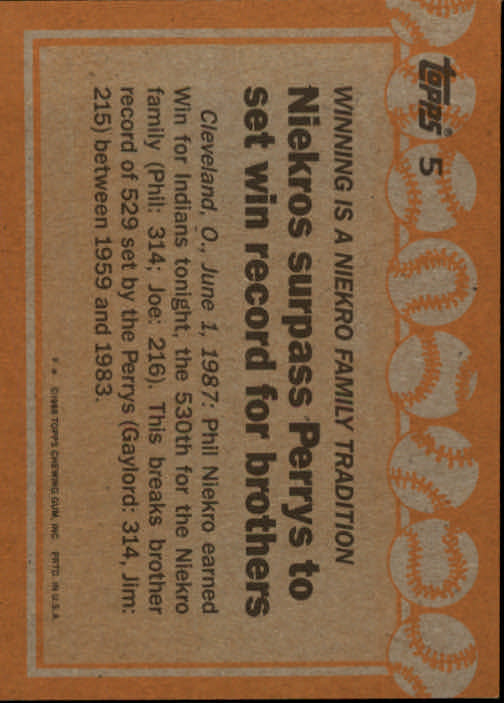 Topps® 5
WINNING IS A NIEKRO FAMILY TRADITION
Niekros surpass Perrys to
set win record for brothers
Cleveland, O., June 1, 1987: Phil Niekro earned
Win for Indians tonight, the 530th for the Niekro
family (Phil: 314; Joe: 216). This breaks brother
record of 529 set by the Perrys (Gaylord: 314, Jim:
215) between 1959 and 1983.
©1988 TOPPS CHEWING GUM, INC. PRTD. IN U.S.A.